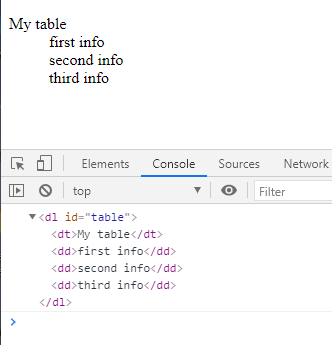 My table
first info
second info
third info
Elements Console Sources Network
top Filter
<dl id="table">
<dt>My table</dt>
<dd>first info</dd>
<dd>second info</dd>
<dd>third info</dd>
</dl>